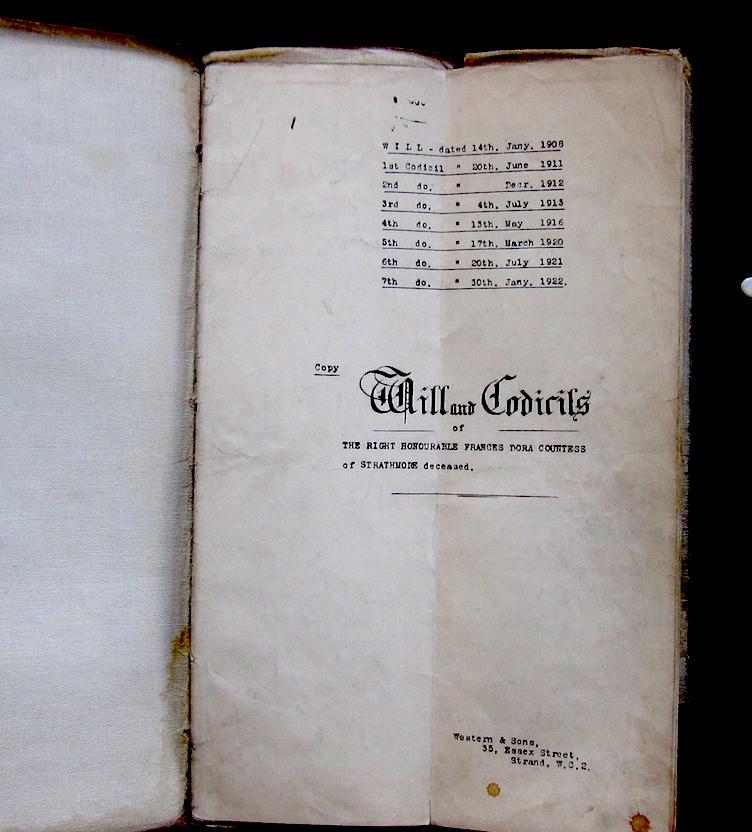 WILL - dated 14th. Jany. 1908
1st Codicil " 20th. June 1911
2nd do. " Decr. 1912
3rd do. " 4th. July 1913
4th do. " 13th. May 1916
5th do. " 17th. March 1920
6th do. " 20th. July 1921
7th do. " 30th. Jany. 1922.
Copy
Will and Codicils
of
THE RIGHT HONOURABLE FRANCES DORA COUNTESS
of STRATHMORE deceased.
Western & Sons,
35, Essex Street,
Strand, W.C.2.